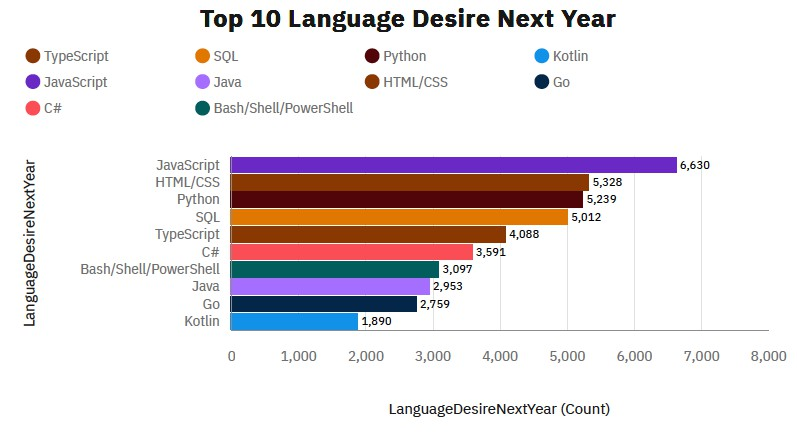 Top 10 Language Desire Next Year
TypeScript SQL Python Kotlin
JavaScript Java HTML/CSS Go
C# Bash/Shell/PowerShell
LanguageDesireNextYear
JavaScript 6,630
HTML/CSS 5,328
Python 5,239
SQL 5,012
TypeScript 4,088
C# 3,591
Bash/Shell/PowerShell 3,097
Java 2,953
Go 2,759
Kotlin 1,890
0 1,000 2,000 3,000 4,000 5,000 6,000 7,000 8,000
LanguageDesireNextYear (Count)